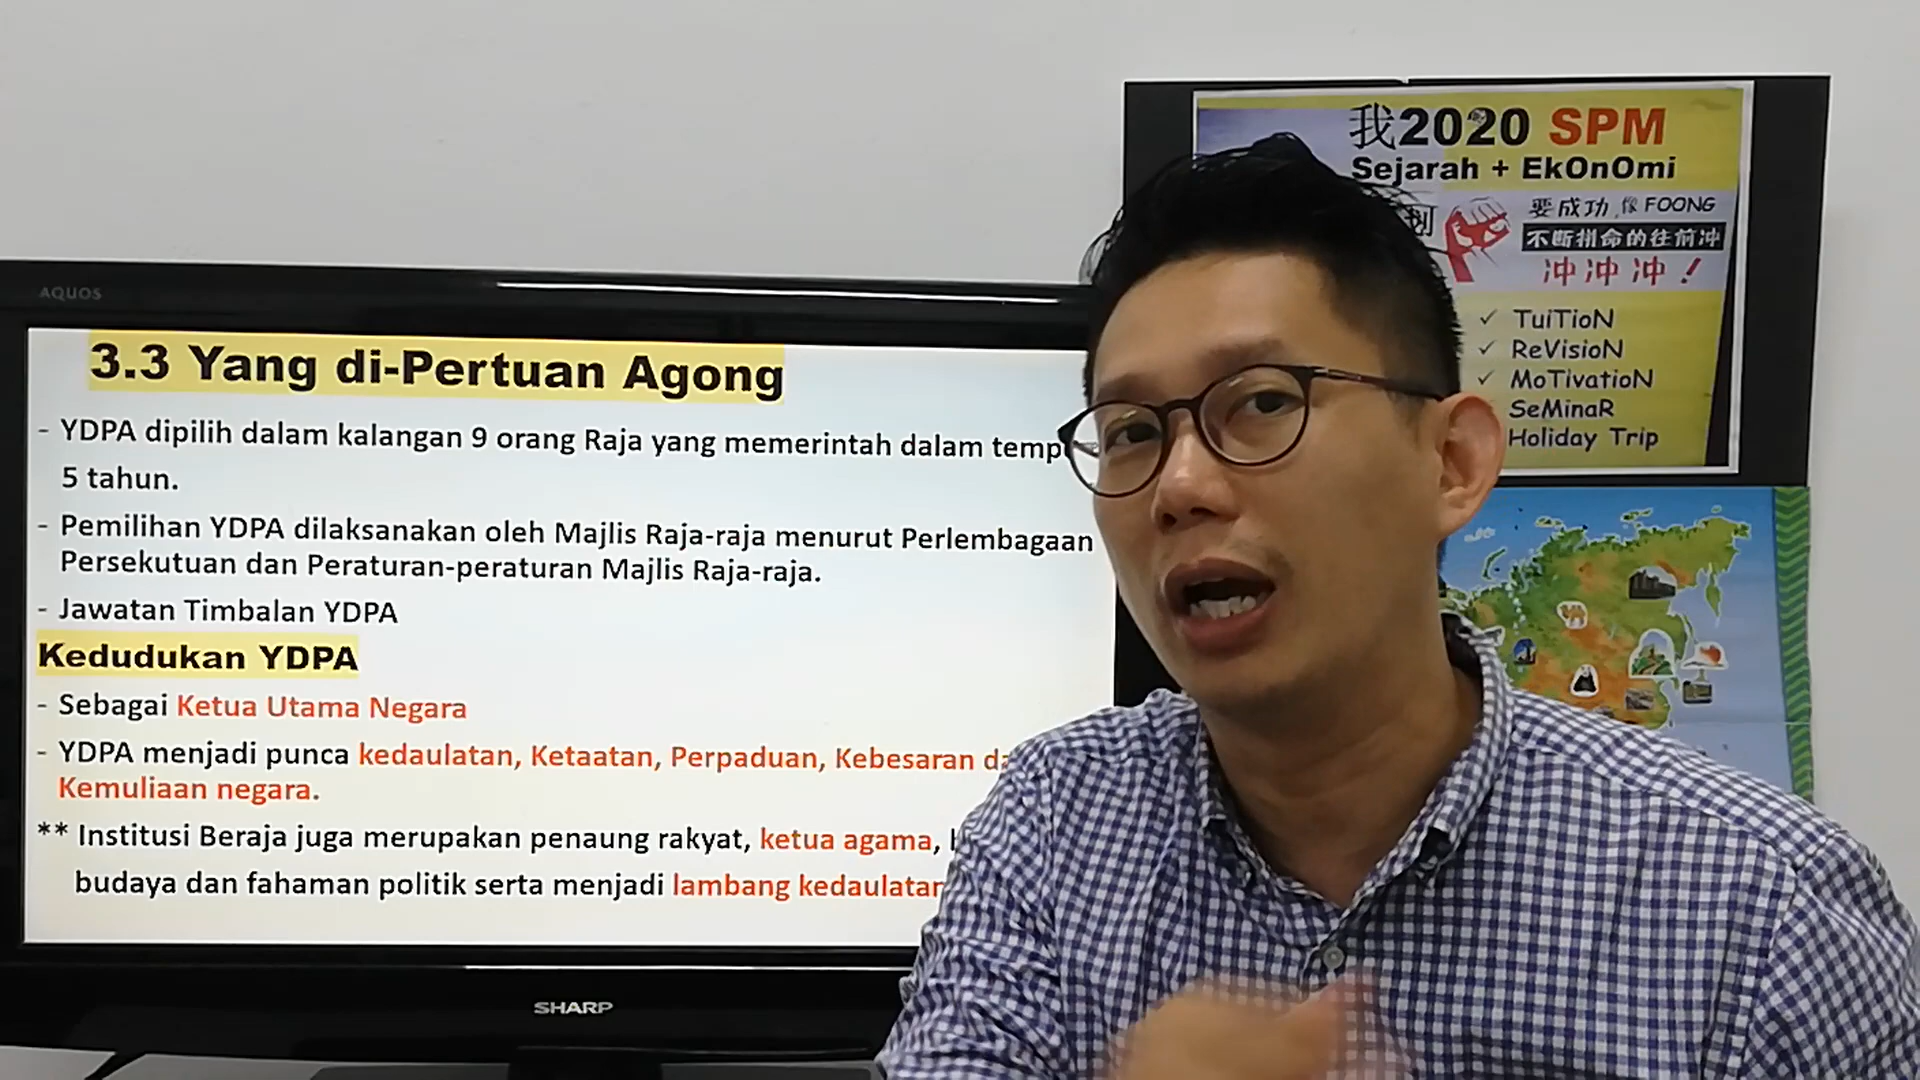 AQUOS
3.3 Yang di-Pertuan Agong
- YDPA dipilih dalam kalangan 9 orang Raja yang memerintah dalam
5 tahun.
- Pemilihan YDPA dilaksanakan oleh Majlis Raja-raja menurut Perlembagaan
Persekutuan dan Peraturan-peraturan Majlis Raja-raja.
- Jawatan Timbalan YDPA
Kedudukan YDPA
- Sebagai Ketua Utama Negara
- YDPA menjadi punca kedaulatan, Ketaatan, Perpaduan, Kebesaran
Kemuliaan negara.
** Institusi Beraja juga merupakan penaung rakyat, ketua agama,
budaya dan fahaman politik serta menjadi lambang kedaulatan
SHARP
我2020 SPM
Sejarah + EkOnOmi
划
要成功,像 FOONG
不断拼命的往前冲
冲冲冲!
✓ TuiTioN
✓ ReVisioN
✓ MoTivatioN
SeMinaR
Holiday Trip